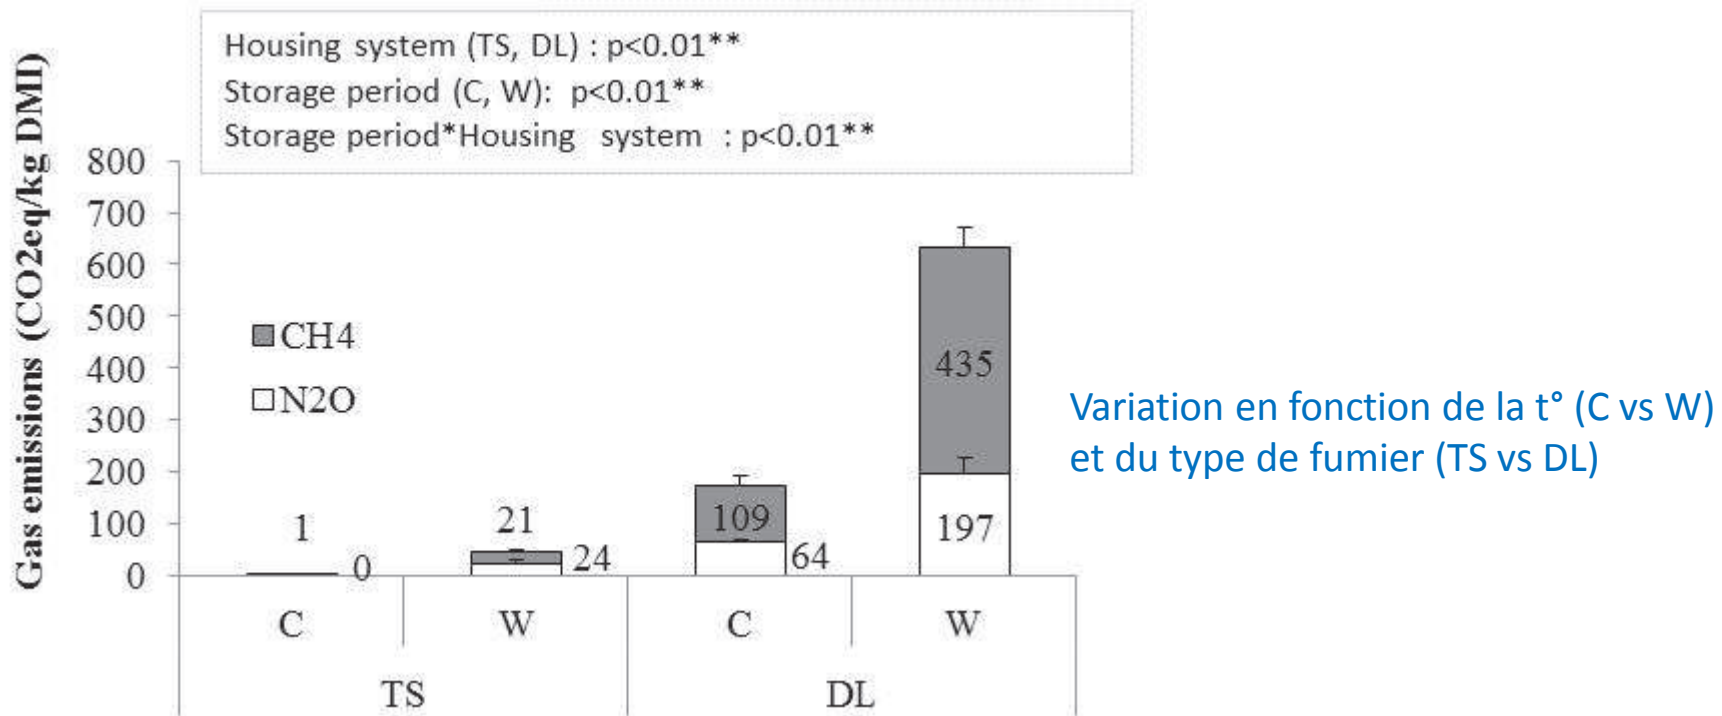 Housing system (TS, DL) : p<0.01**
Storage period (C, W): p<0.01**
Storage period*Housing system : p<0.01**
Gas emissions (CO2eq/kg DMI)
800
700
600
500
400
300
200
100
0
CH4
N2O
1
0
21
24
109
64
435
197
C
W
C
W
TS
DL
Variation en fonction de la t° (C vs W)
et du type de fumier (TS vs DL)